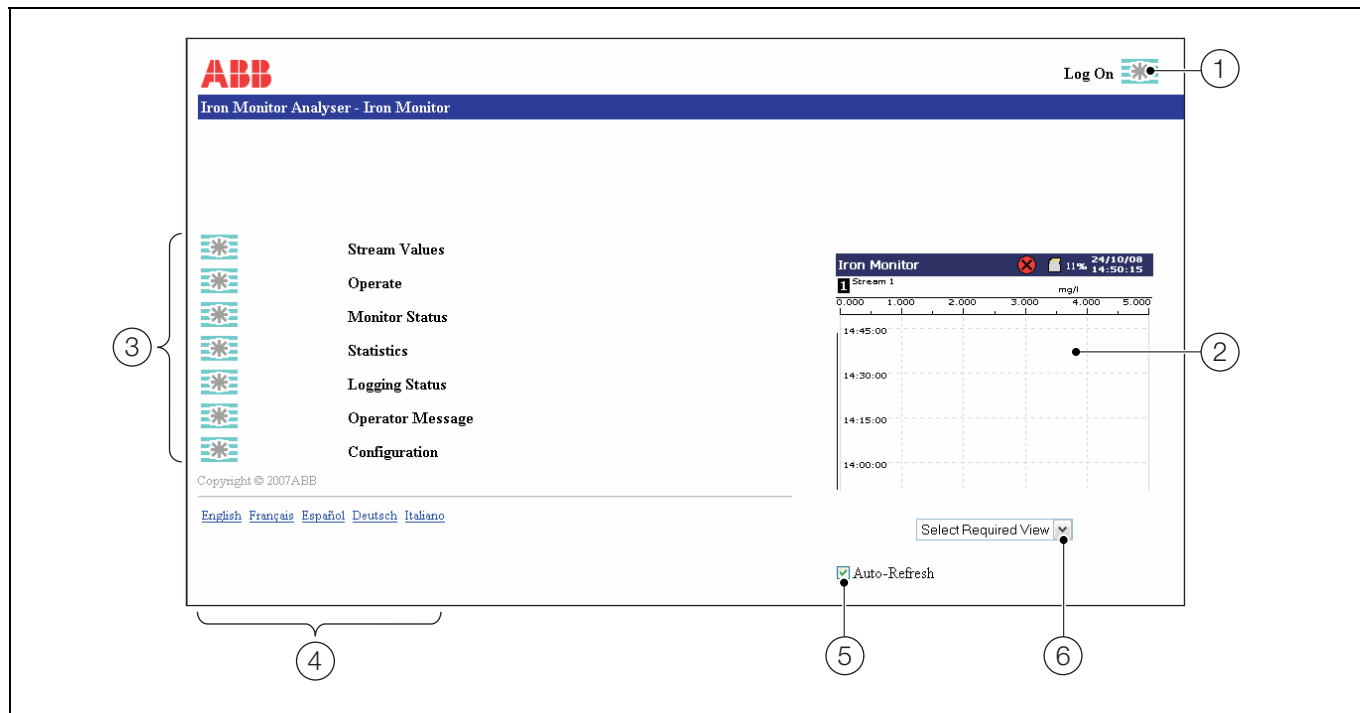 ABB
Log On
1
Iron Monitor Analyser - Iron Monitor
3
Stream Values
Operate
Monitor Status
Statistics
Logging Status
Operator Message
Configuration
Copyright © 2007ABB
English Français Español Deutsch Italiano
4
Iron Monitor 11% 24/10/08
14:50:15
1 Stream 1
mg/l
0.000 1.000 2.000 3.000 4.000 5.000
14:45:00
14:30:00
14:15:00
14:00:00
2
Select Required View
Auto-Refresh
5
6